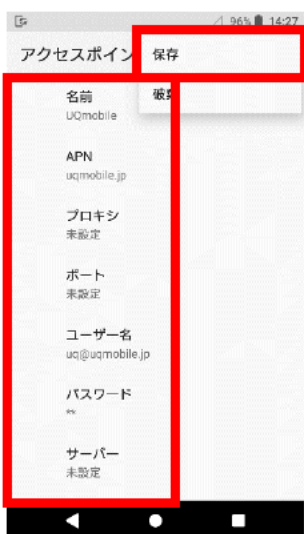 96% 14:27
アクセスポイン
保存
名前
UQmobile
APN
uqmobile.jp
プロキシ
未設定
ポート
未設定
ユーザー名
uq@uqmobile.jp
パスワード
**
サーバー
未設定